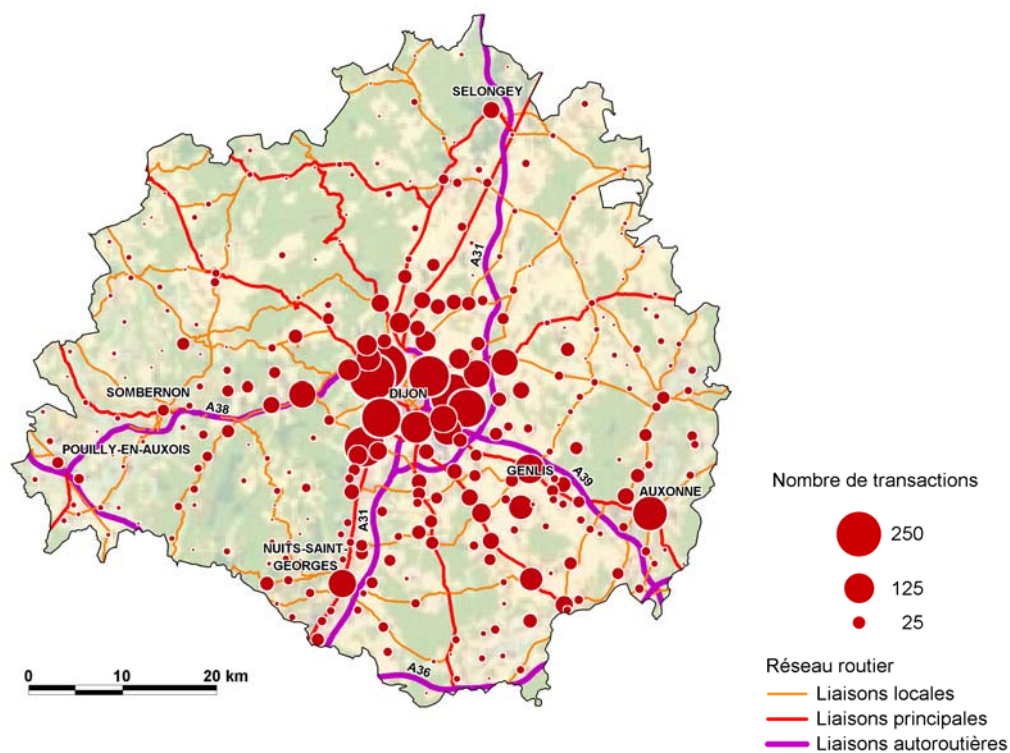 SELONGEY
A31
DIJON
SOMBERNON
A38
POUILLY-EN-AUXOIS
GENLIS
A39
AUXONNE
A31
NUITS-SAINT-
GEORGES
A36
0 10 20 km
Nombre de transactions
250
125
25
Réseau routier
Liaisons locales
Liaisons principales
Liaisons autoroutières